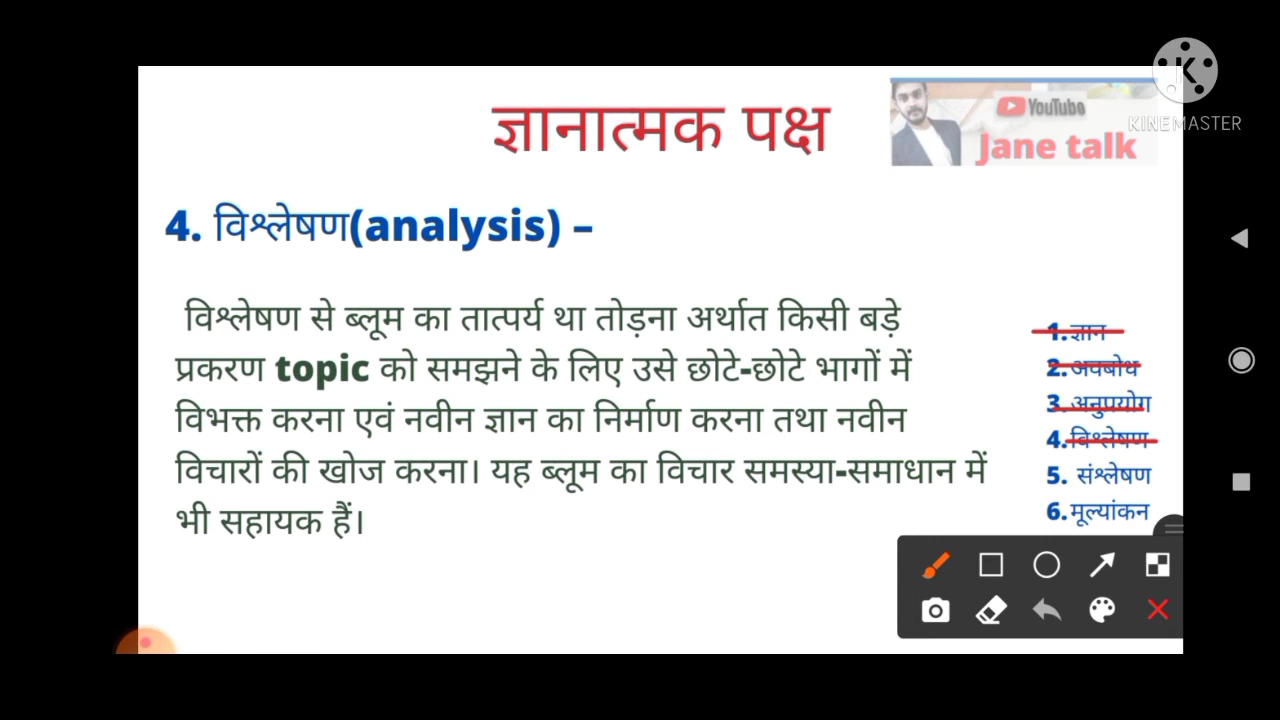 ज्ञानात्मक पक्ष
YouTube
Jane talk
KINEMASTER
4. विश्लेषण(analysis) –
विश्लेषण से ब्लूम का तात्पर्य था तोड़ना अर्थात किसी बड़े
प्रकरण topic को समझने के लिए उसे छोटे-छोटे भागों में
विभक्त करना एवं नवीन ज्ञान का निर्माण करना तथा नवीन
विचारों की खोज करना। यह ब्लूम का विचार समस्या-समाधान में
भी सहायक हैं।
1. ज्ञान
2. अवबोध
3. अनुप्रयोग
4. विश्लेषण
5. संश्लेषण
6. मूल्यांकन